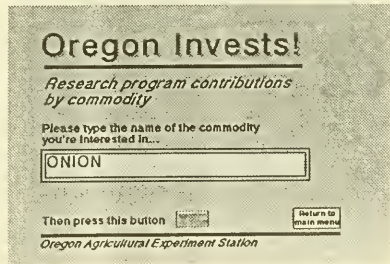 Oregon Invests!
Research program contributions
by commodity
Please type the name of the commodity
you're interested in...
ONION
Then press this button
Return to
main menu
Oregon Agricultural Experiment Station